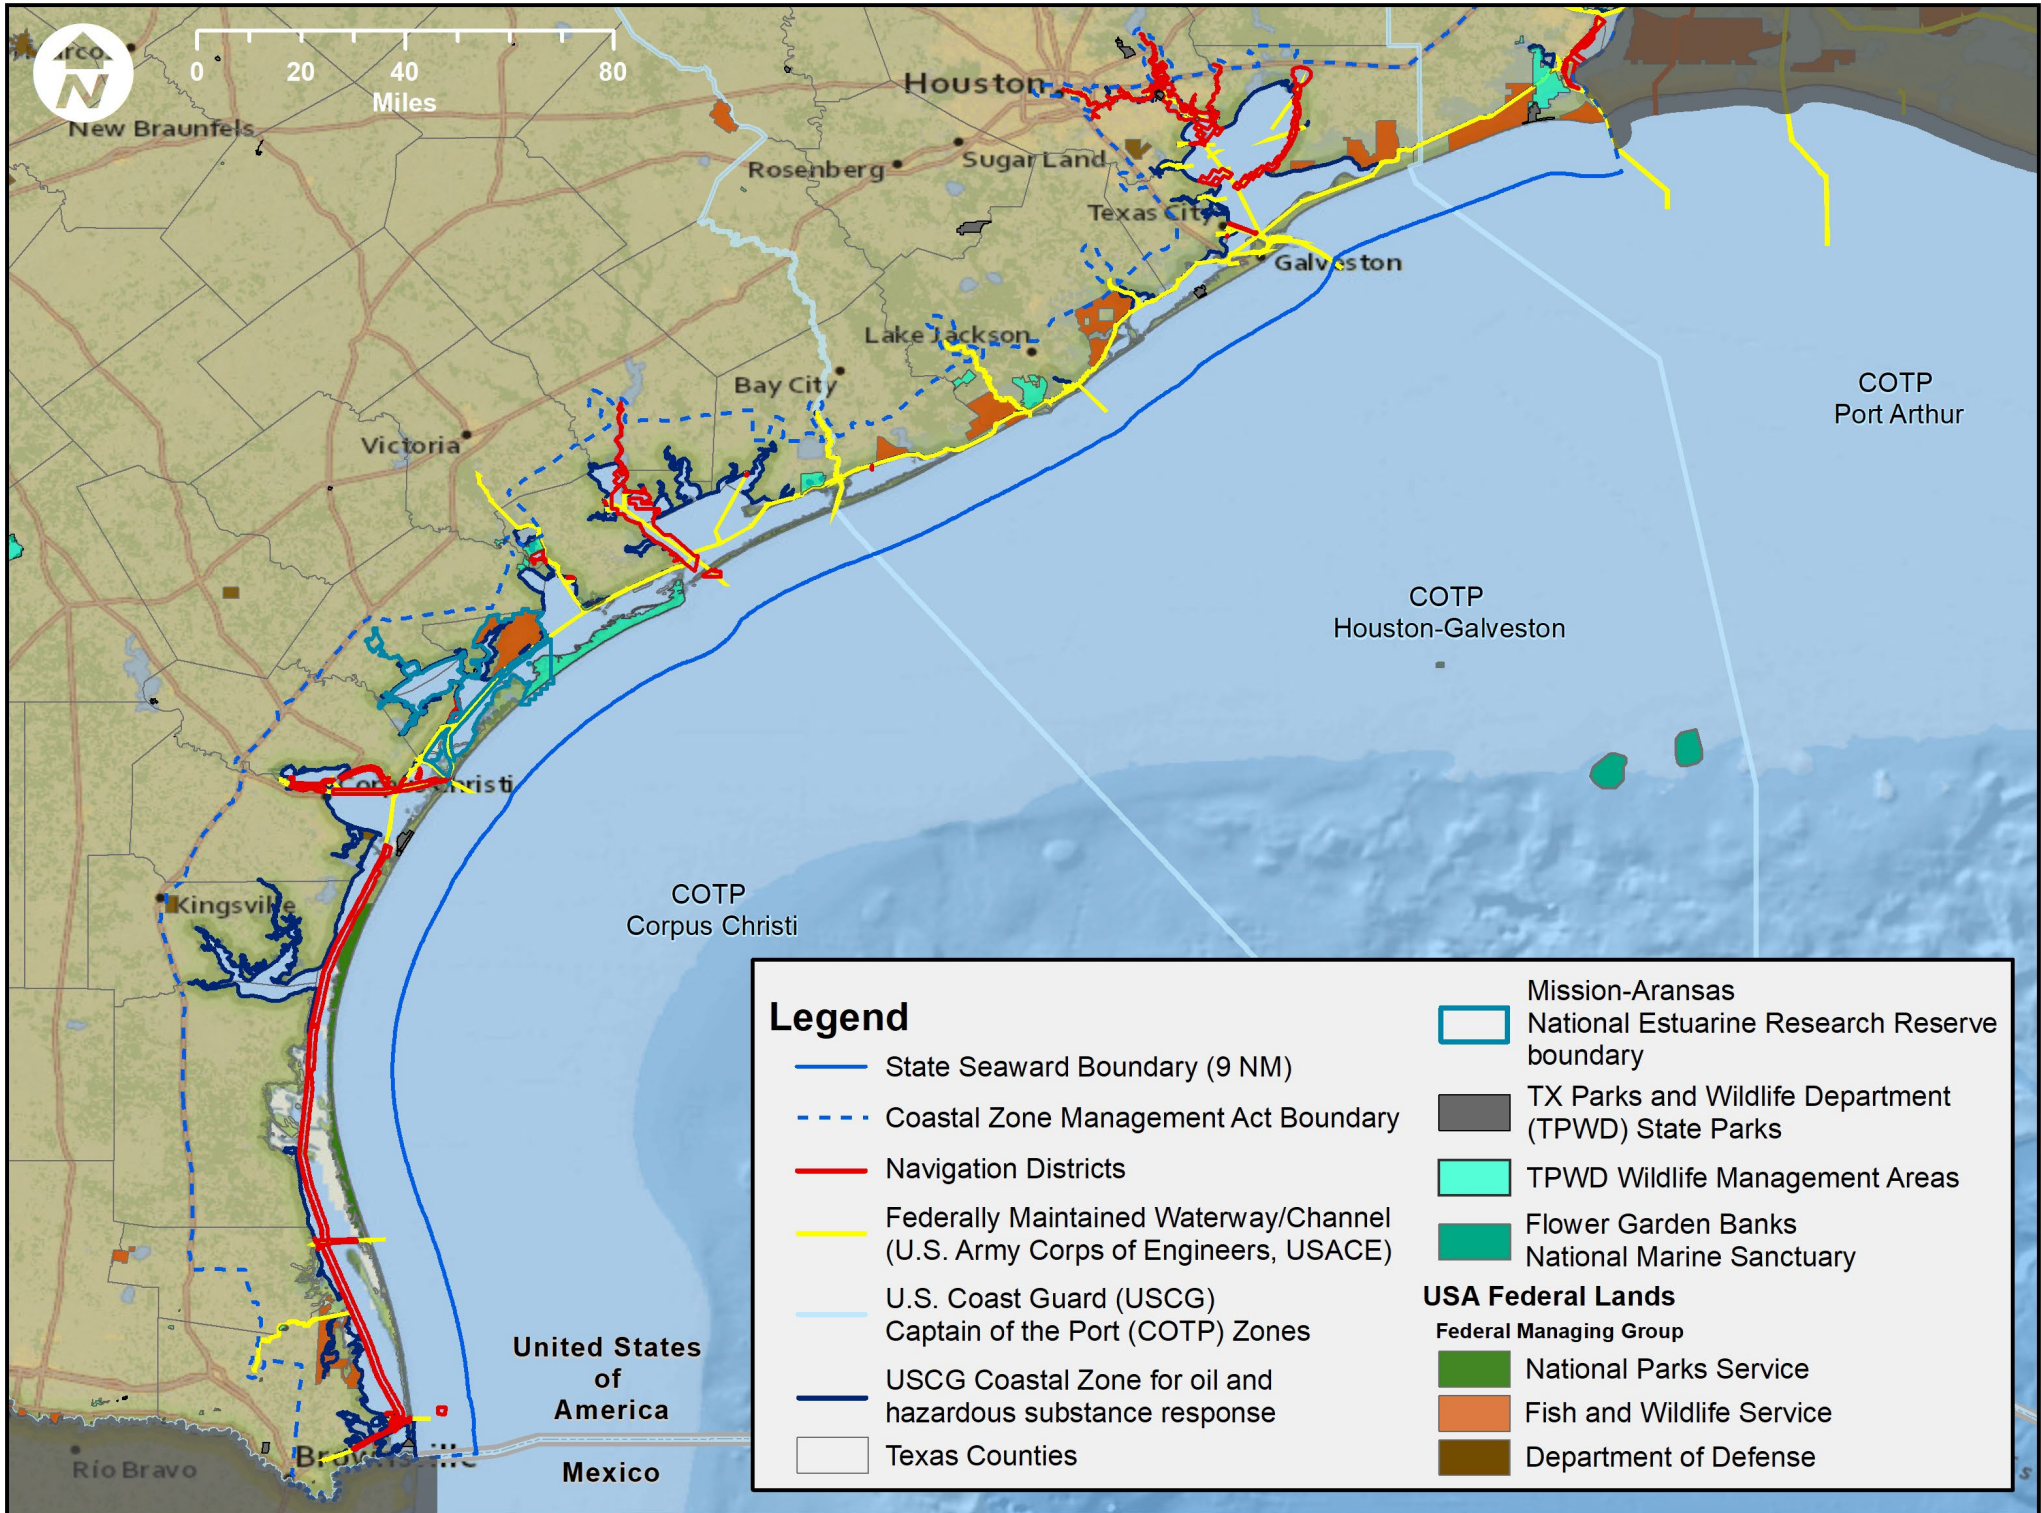 arco
N
0 20 40 80
Miles
New Braunfels
Houston
Rosenberg
Sugar Land
Texas City
Galveston
Lake Jackson
Bay City
Victoria
COTP
Port Arthur
COTP
Houston-Galveston
Corpus Christi
Kingsville
COTP
Corpus Christi
United States
of
America
Brownsville
Río Bravo
Mexico
Legend
State Seaward Boundary (9 NM)
Coastal Zone Management Act Boundary
Navigation Districts
Federally Maintained Waterway/Channel
(U.S. Army Corps of Engineers, USACE)
U.S. Coast Guard (USCG)
Captain of the Port (COTP) Zones
USCG Coastal Zone for oil and
hazardous substance response
Texas Counties
Mission-Aransas
National Estuarine Research Reserve
boundary
TX Parks and Wildlife Department
(TPWD) State Parks
TPWD Wildlife Management Areas
Flower Garden Banks
National Marine Sanctuary
USA Federal Lands
Federal Managing Group
National Parks Service
Fish and Wildlife Service
Department of Defense